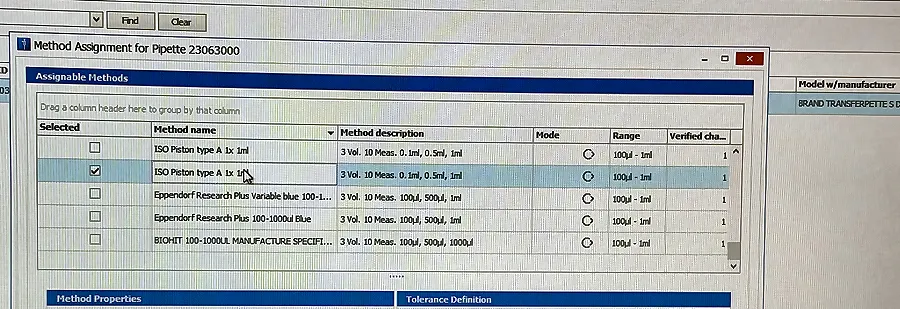 Find Clear
Method Assignment for Pipette 23063000
Assignable Methods
Model w/manufacturer
03
BRAND TRANSFERPETTE S D
Drag a column header here to group by that column
Selected Method name Method description Mode Range Verified cha...
ISO Piston type A 1x 1ml 3 Vol. 10 Meas. 0.1ml, 0.5ml, 1ml 100µl - 1ml 1
ISO Piston type A 1x 1ml 3 Vol. 10 Meas. 0.1ml, 0.5ml, 1ml 100µl - 1ml 1
Eppendorf Research Plus Variable blue 100-1... 3 Vol. 10 Meas. 100µl, 500µl, 1ml 100µl - 1ml 1
Eppendorf Research Plus 100-1000ul Blue 3 Vol. 10 Meas. 100µl, 500µl, 1ml 100µl - 1ml 1
BIOHIT 100-1000UL MANUFACTURE SPECIFI... 3 Vol. 10 Meas. 100µl, 500µl, 1000µl 100µl - 1ml 1
Method Properties Tolerance Definition